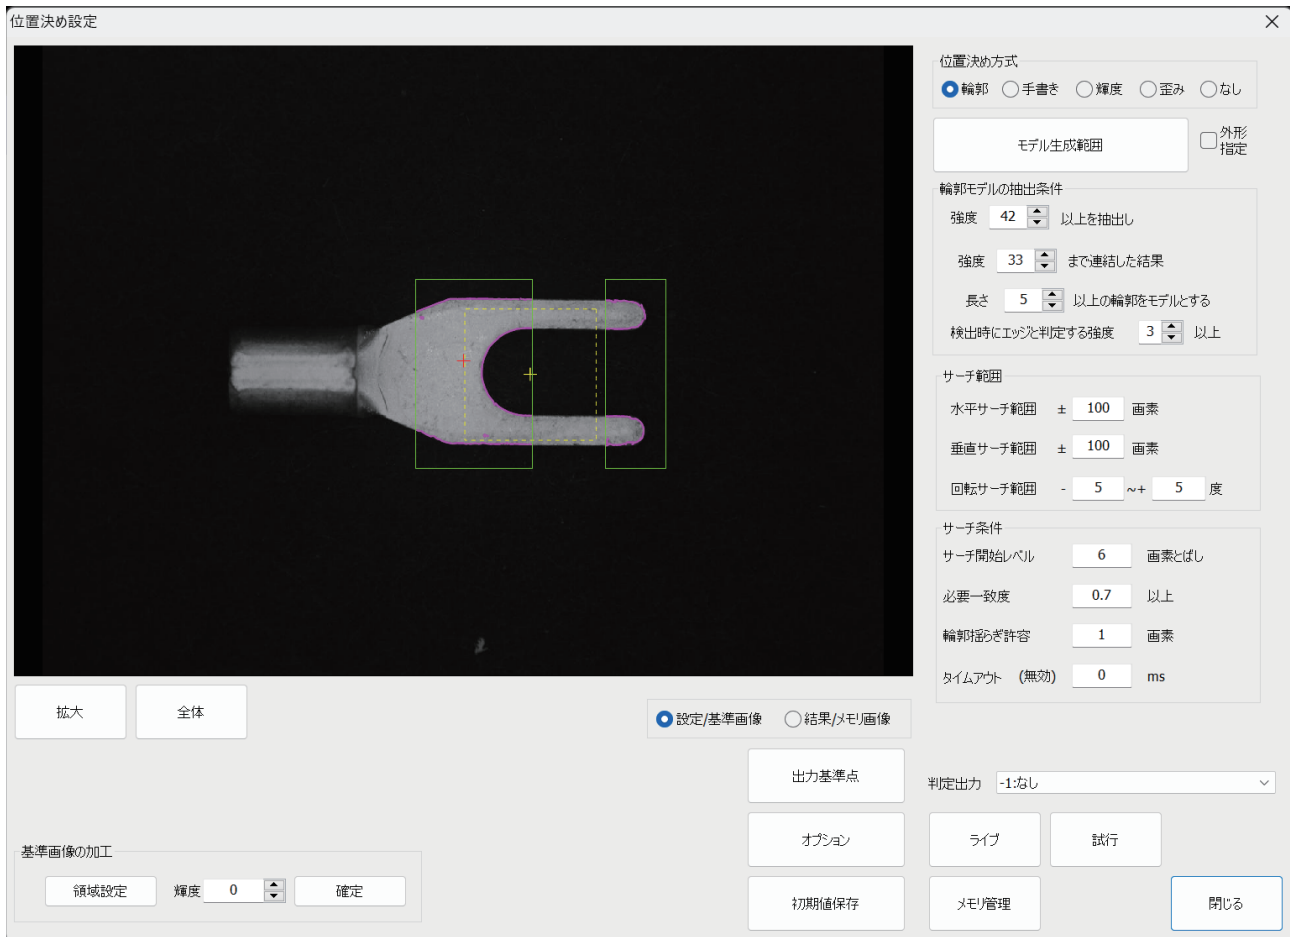 位置決め設定
位置決め方式
輪郭 手書き 輝度 歪み なし
モデル生成範囲
外形
指定
輪郭モデルの抽出条件
強度 42 以上を抽出し
強度 33 まで連結した結果
長さ 5 以上の輪郭をモデルとする
検出時にエッジと判定する強度 3 以上
サーチ範囲
水平サーチ範囲 ± 100 画素
垂直サーチ範囲 ± 100 画素
回転サーチ範囲 - 5 ~+ 5 度
サーチ条件
サーチ開始レベル 6 画素とばし
必要一致度 0.7 以上
輪郭揺らぎ許容 1 画素
タイムアウト (無効) 0 ms
拡大 全体
設定/基準画像 結果/メモリ画像
出力基準点
判定出力 -1:なし
オプション ライブ 試行
基準画像の加工
領域設定 輝度 0 確定
初期値保存 メモリ管理 閉じる